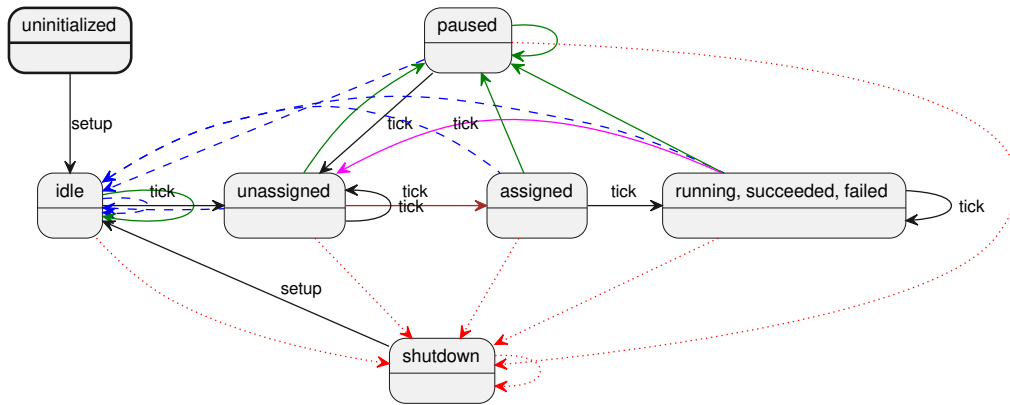 uninitialized
paused
setup
tick
tick
idle
tick
unassigned
tick
tick
assigned
tick
running, succeeded, failed
tick
setup
shutdown